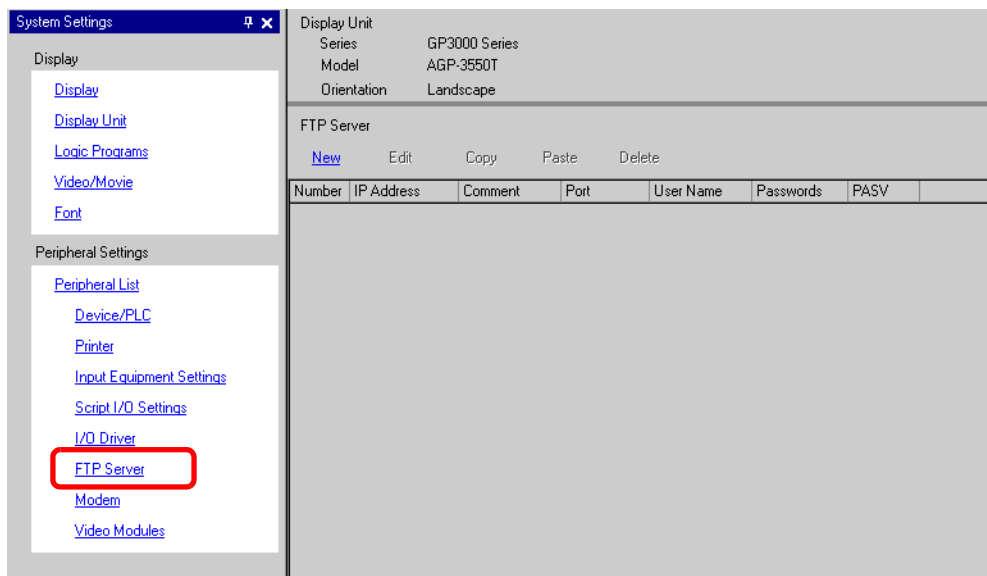 System Settings
Display
Display
Display Unit
Logic Programs
Video/Movie
Font
Peripheral Settings
Peripheral List
Device/PLC
Printer
Input Equipment Settings
Script I/O Settings
I/O Driver
FTP Server
Modem
Video Modules
Display Unit
Series GP3000 Series
Model AGP-3550T
Orientation Landscape
FTP Server
New Edit Copy Paste Delete
Number IP Address Comment Port User Name Passwords PASV